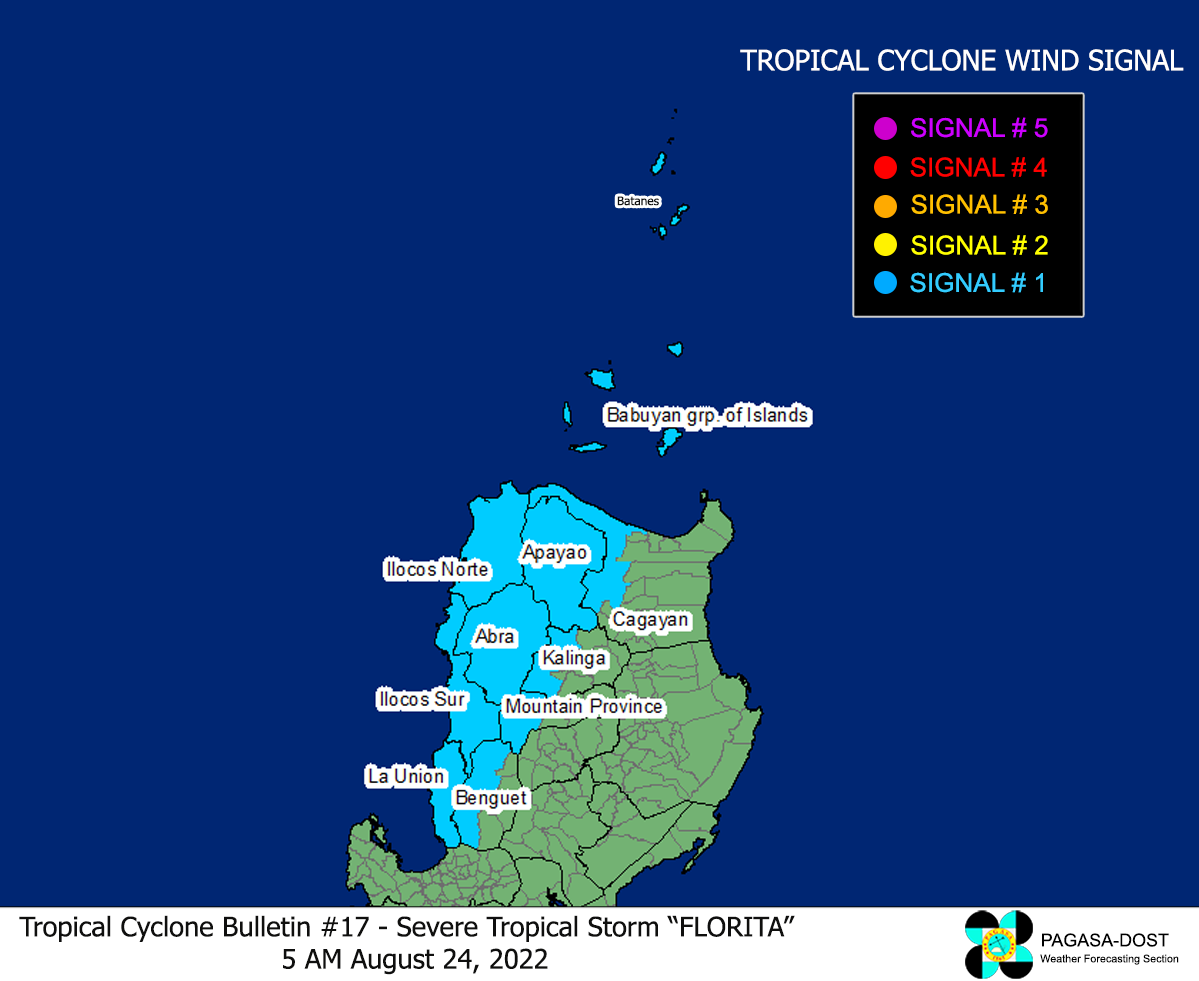 TROPICAL CYCLONE WIND SIGNAL
SIGNAL # 5
SIGNAL # 4
SIGNAL # 3
SIGNAL # 2
SIGNAL # 1
Batanes
Babuyan grp. of Islands
Apayao
Ilocos Norte
Cagayan
Abra
Kalinga
Ilocos Sur
Mountain Province
La Union
Benguet
Tropical Cyclone Bulletin #17 - Severe Tropical Storm “FLORITA”
5 AM August 24, 2022
PAGASA-DOST
Weather Forecasting Section